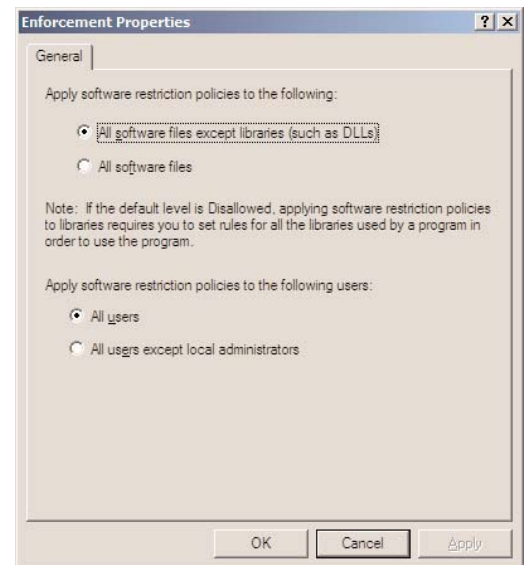 Enforcement Properties
? X
General
Apply software restriction policies to the following:
All software files except libraries (such as DLLs)
All software files
Note: If the default level is Disallowed, applying software restriction policies
to libraries requires you to set rules for all the libraries used by a program in
order to use the program.
Apply software restriction policies to the following users:
All users
All users except local administrators
OK
Cancel
Apply